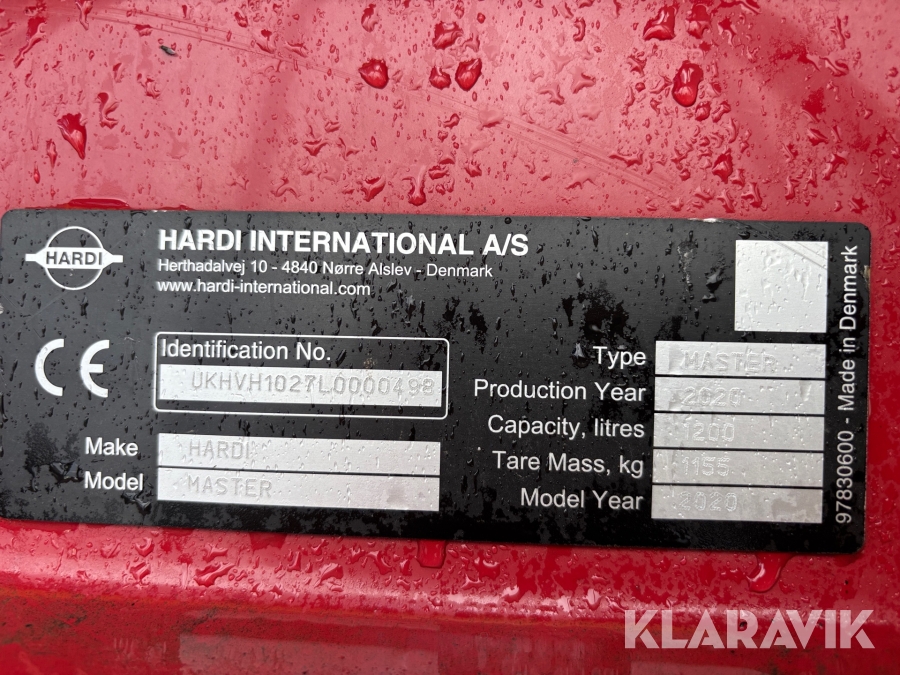 HARDI
HARDI INTERNATIONAL A/S
Herthadalvej 10 - 4840 Nørre Alslev - Denmark
www.hardi-international.com
CE
Identification No.
UKHVH1027L0000498
Make HARDI
Model MASTER
Type MASTER
Production Year 2020
Capacity, litres 1200
Tare Mass, kg 1155
Model Year 2020
97830600 - Made in Denmark
KLARAVIK